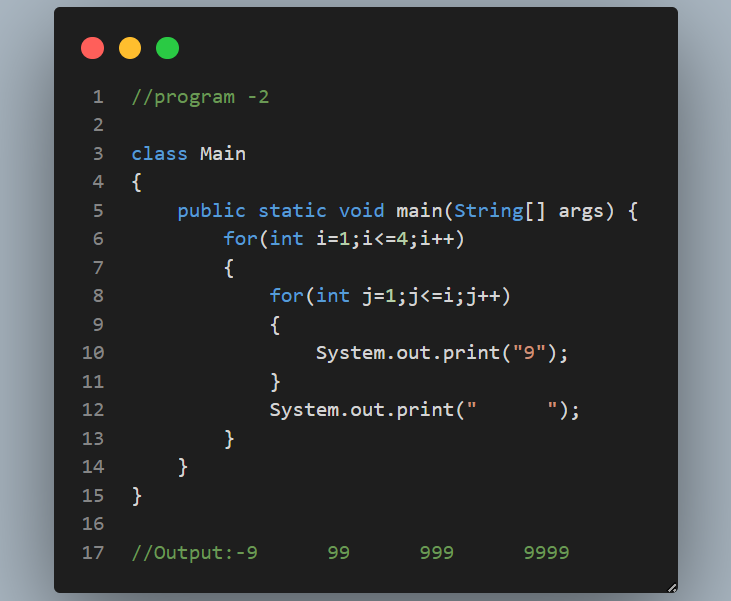 1 //program -2
2
3 class Main
4 {
5     public static void main(String[] args) {
6         for(int i=1;i<=4;i++)
7         {
8             for(int j=1;j<=i;j++)
9             {
10                 System.out.print("9");
11             }
12             System.out.print("      ");
13         }
14     }
15 }
16
17 //Output:-9      99      999      9999